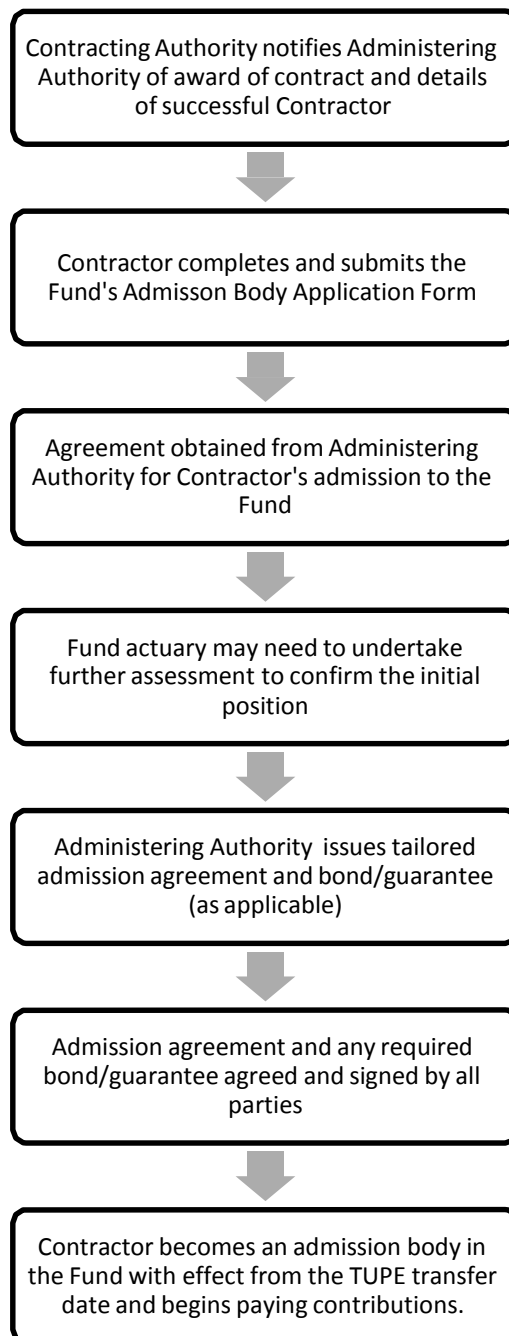 Contracting Authority notifies Administering
Authority of award of contract and details
of successful Contractor
Contractor completes and submits the
Fund's Admisson Body Application Form
Agreement obtained from Administering
Authority for Contractor's admission to the
Fund
Fund actuary may need to undertake
further assessment to confirm the initial
position
Administering Authority issues tailored
admission agreement and bond/guarantee
(as applicable)
Admission agreement and any required
bond/guarantee agreed and signed by all
parties
Contractor becomes an admission body in
the Fund with effect from the TUPE transfer
date and begins paying contributions.